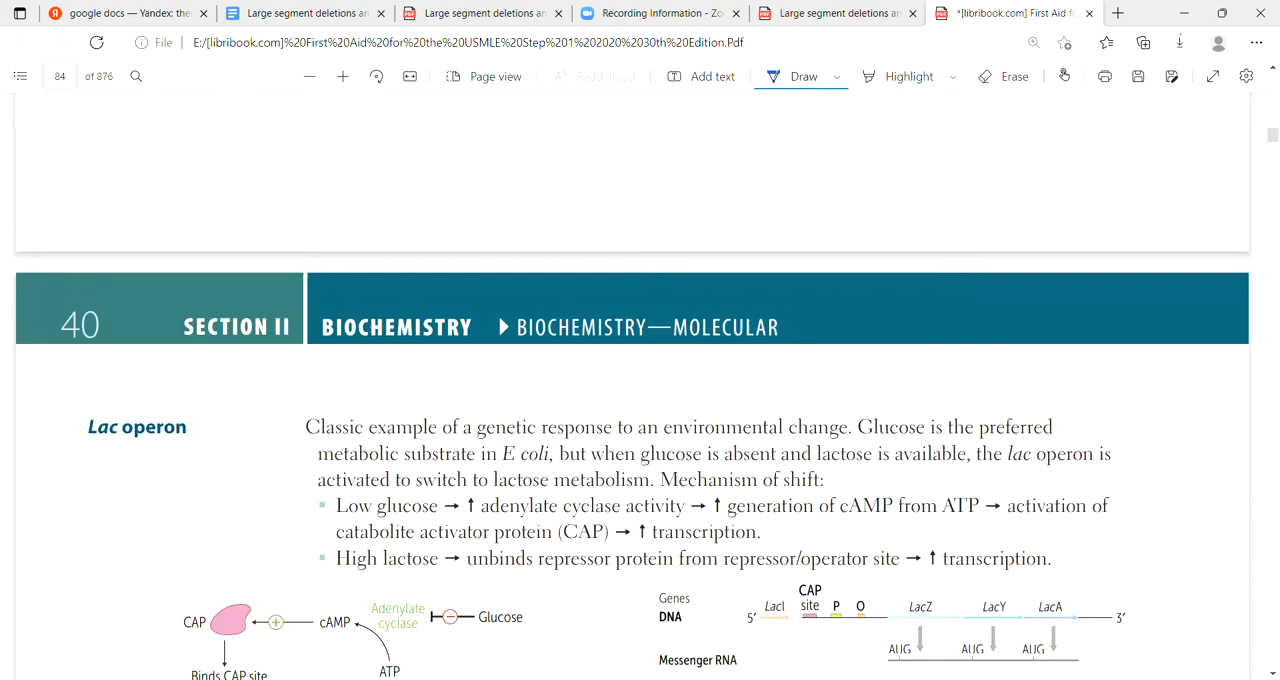 google docs — Yandex: the
Large segment deletions an
Large segment deletions an
Recording Information - Zo
Large segment deletions an
*[libribook.com] First Aid fo
File
E:/[libribook.com]%20First%20Aid%20for%20the%20USMLE%20Step%201%202020%2030th%20Edition.Pdf
84 of 876
Page view
Read aloud
Add text
Draw
Highlight
Erase
40 SECTION II BIOCHEMISTRY ▶ BIOCHEMISTRY—MOLECULAR
Lac operon
Classic example of a genetic response to an environmental change. Glucose is the preferred
metabolic substrate in E coli, but when glucose is absent and lactose is available, the lac operon is
activated to switch to lactose metabolism. Mechanism of shift:
▪ Low glucose → ↑ adenylate cyclase activity → ↑ generation of cAMP from ATP → activation of
catabolite activator protein (CAP) → ↑ transcription.
▪ High lactose → unbinds repressor protein from repressor/operator site → ↑ transcription.
CAP
cAMP
Adenylate
cyclase
Glucose
ATP
Binds CAP site
Genes
DNA
5′
LacI
CAP
site
P
O
LacZ
LacY
LacA
3′
AUG
AUG
AUG
Messenger RNA